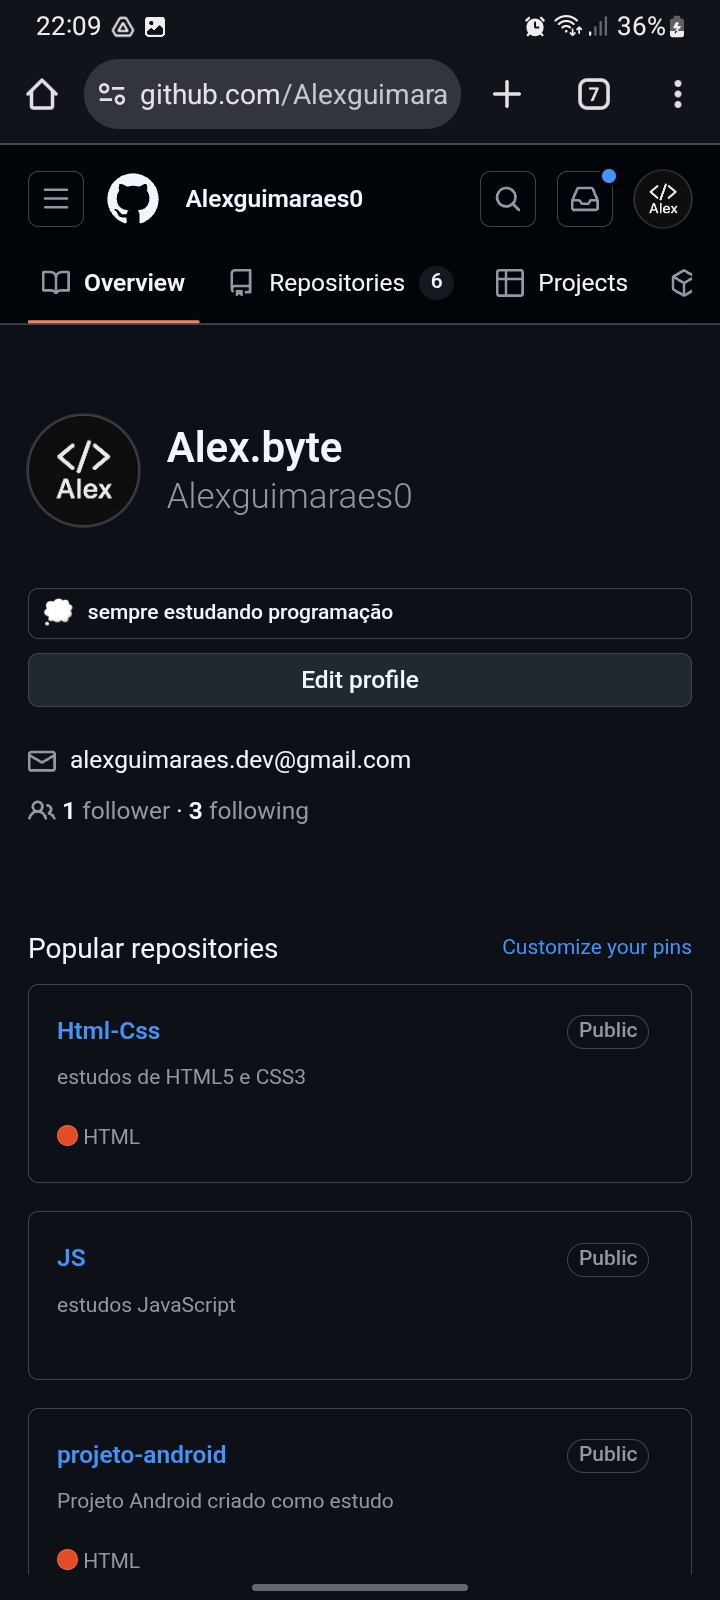 22:09
36%
github.com/Alexguimara
7
Alexguimaraes0
</>
Alex
Overview
Repositories 6
Projects
</>
Alex
Alex.byte
Alexguimaraes0
sempre estudando programação
Edit profile
alexguimaraes.dev@gmail.com
1 follower · 3 following
Popular repositories
Customize your pins
Html-Css
Public
estudos de HTML5 e CSS3
HTML
JS
Public
estudos JavaScript
projeto-android
Public
Projeto Android criado como estudo
HTML